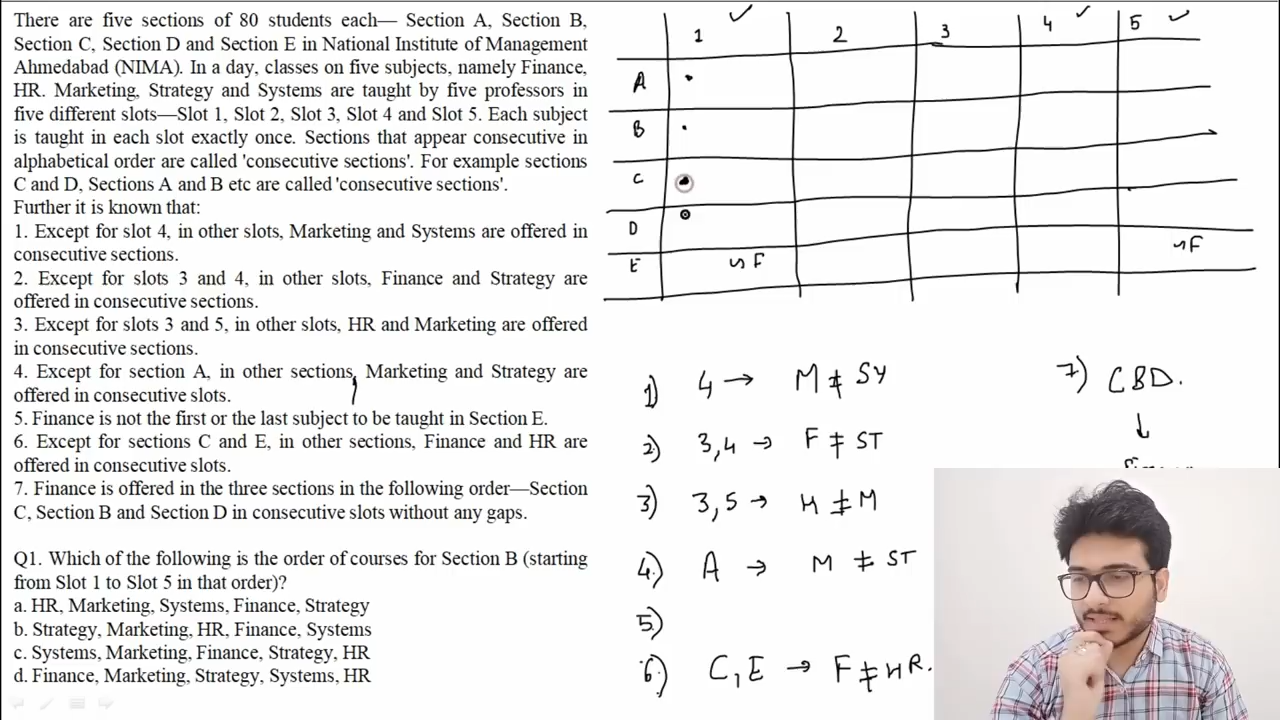 There are five sections of 80 students each— Section A, Section B,
Section C, Section D and Section E in National Institute of Management
Ahmedabad (NIMA). In a day, classes on five subjects, namely Finance,
HR. Marketing, Strategy and Systems are taught by five professors in
five different slots—Slot 1, Slot 2, Slot 3, Slot 4 and Slot 5. Each subject
is taught in each slot exactly once. Sections that appear consecutive in
alphabetical order are called 'consecutive sections'. For example sections
C and D, Sections A and B etc are called 'consecutive sections'.
Further it is known that:
1. Except for slot 4, in other slots, Marketing and Systems are offered in
consecutive sections.
2. Except for slots 3 and 4, in other slots, Finance and Strategy are
offered in consecutive sections.
3. Except for slots 3 and 5, in other slots, HR and Marketing are offered
in consecutive sections.
4. Except for section A, in other sections, Marketing and Strategy are
offered in consecutive slots.
5. Finance is not the first or the last subject to be taught in Section E.
6. Except for sections C and E, in other sections, Finance and HR are
offered in consecutive slots.
7. Finance is offered in the three sections in the following order—Section
C, Section B and Section D in consecutive slots without any gaps.
Q1. Which of the following is the order of courses for Section B (starting
from Slot 1 to Slot 5 in that order)?
a. HR, Marketing, Systems, Finance, Strategy
b. Strategy, Marketing, HR, Finance, Systems
c. Systems, Marketing, Finance, Strategy, HR
d. Finance, Marketing, Strategy, Systems, HR
1 2 3 4 5
A
B
C
D
E ~F ~F
1) 4 → M ≠ SY
2) 3,4 → F ≠ ST
3) 3,5 → H ≠ M
4) A → M ≠ ST
5)
6) C, E → F ≠ HR.
7) CBD.
↓